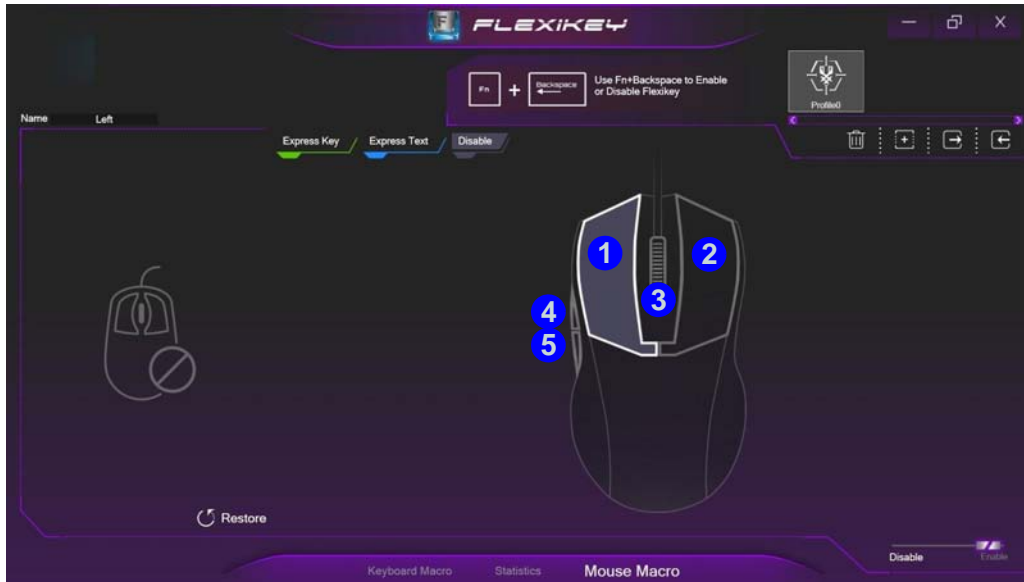 FLEXIKEY
Fn + Backspace Use Fn+Backspace to Enable
or Disable Flexikey
Profile0
Name Left
Express Key Express Text Disable
1 2
3
4
5
Restore
Disable Enable
Keyboard Macro Statistics Mouse Macro